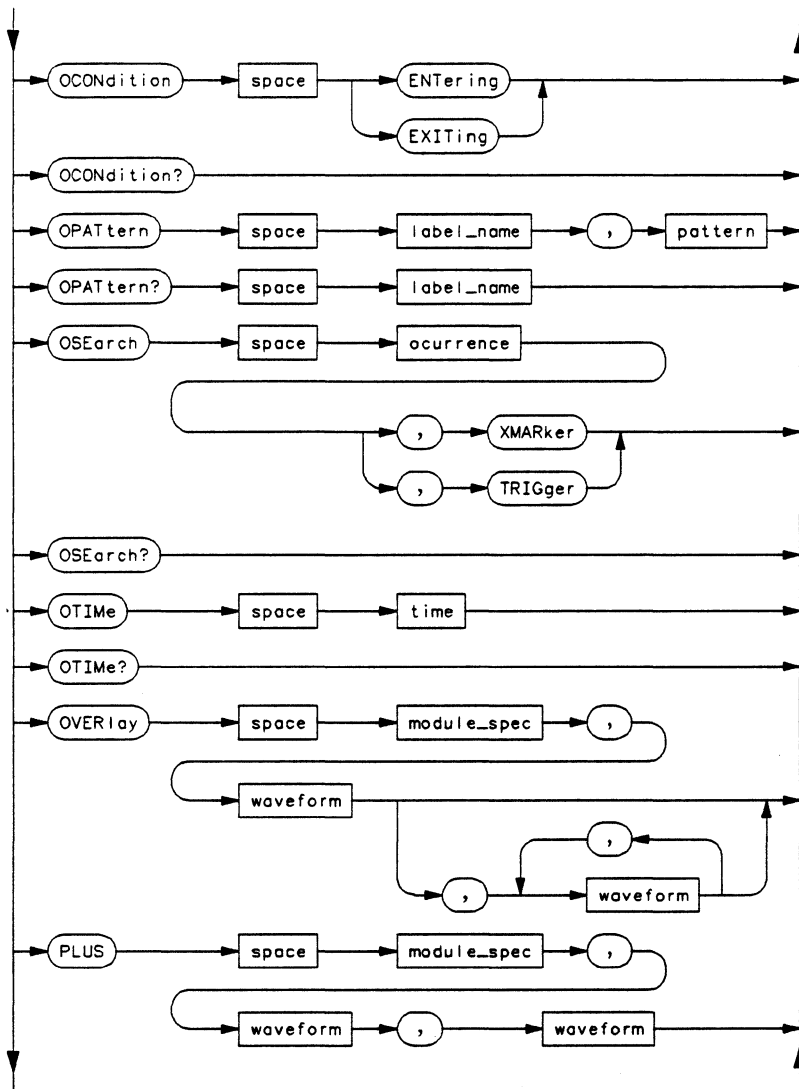 OCONdition space ENTering
EXITing
OCONdition?
OPATtern space label_name , pattern
OPATtern? space label_name
OSEarch space ocurrence
, XMARker
, TRIGger
OSEarch?
OTIMe space time
OTIMe?
OVERlay space module_spec ,
waveform
,
, waveform
PLUS space module_spec ,
waveform , waveform